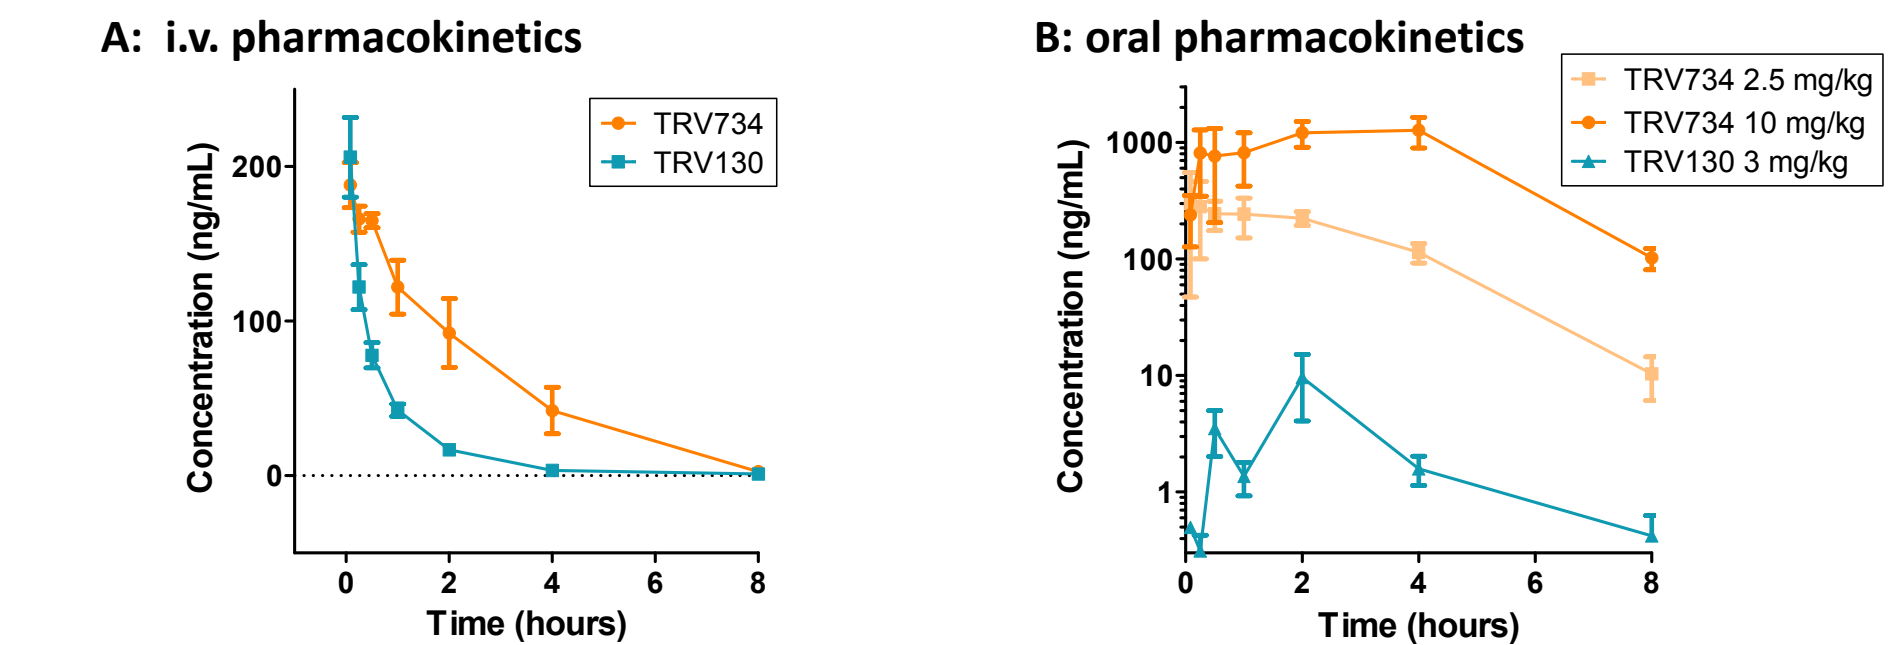 A: i.v. pharmacokinetics
TRV734
TRV130
Concentration (ng/mL)
200
100
0
0 2 4 6 8
Time (hours)
B: oral pharmacokinetics
TRV734 2.5 mg/kg
TRV734 10 mg/kg
TRV130 3 mg/kg
Concentration (ng/mL)
1000
100
10
1
0 2 4 6 8
Time (hours)